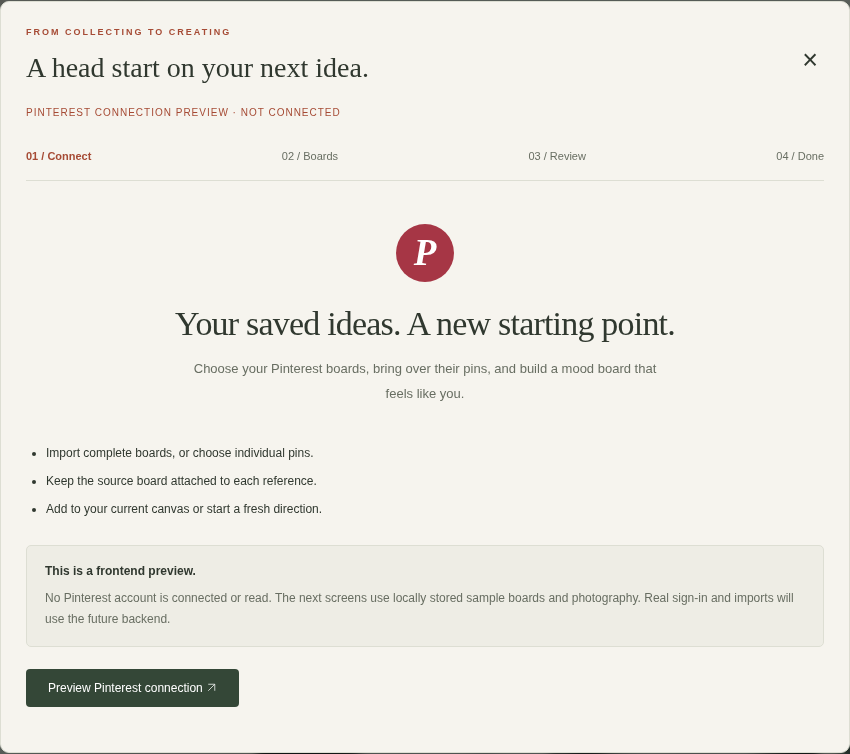 FROM COLLECTING TO CREATING
A head start on your next idea.
PINTEREST CONNECTION PREVIEW · NOT CONNECTED
01 / Connect
02 / Boards
03 / Review
04 / Done
P
Your saved ideas. A new starting point.
Choose your Pinterest boards, bring over their pins, and build a mood board that
feels like you.
Import complete boards, or choose individual pins.
Keep the source board attached to each reference.
Add to your current canvas or start a fresh direction.
This is a frontend preview.
No Pinterest account is connected or read. The next screens use locally stored sample boards and photography. Real sign-in and imports will
use the future backend.
Preview Pinterest connection